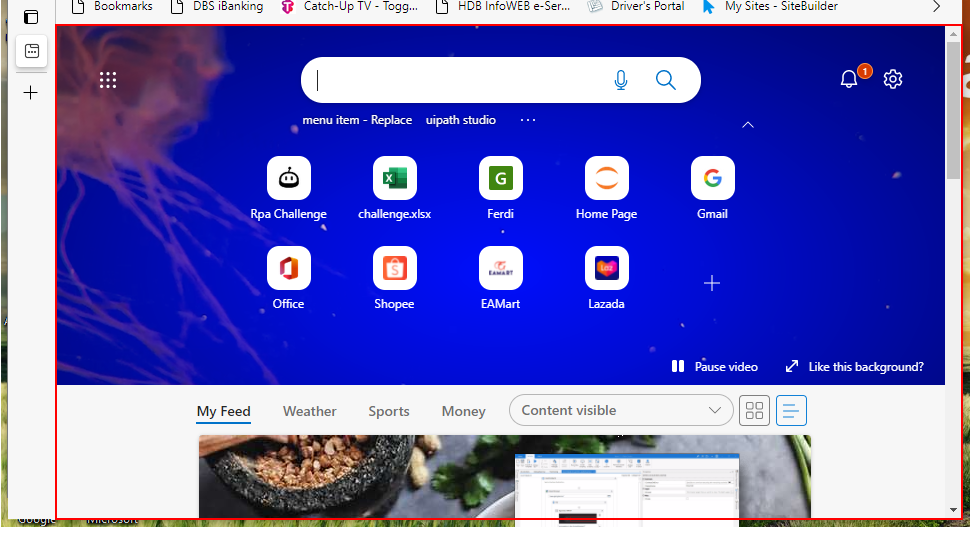 Bookmarks DBS iBanking Catch-Up TV - Togg... HDB InfoWEB e-Ser... Driver's Portal My Sites - SiteBuilder
1
menu item - Replace uipath studio ...
Rpa Challenge challenge.xlsx Ferdi Home Page Gmail
EAMART Laz
Office Shopee EAMart Lazada
Pause video Like this background?
My Feed Weather Sports Money Content visible
Google Microsoft